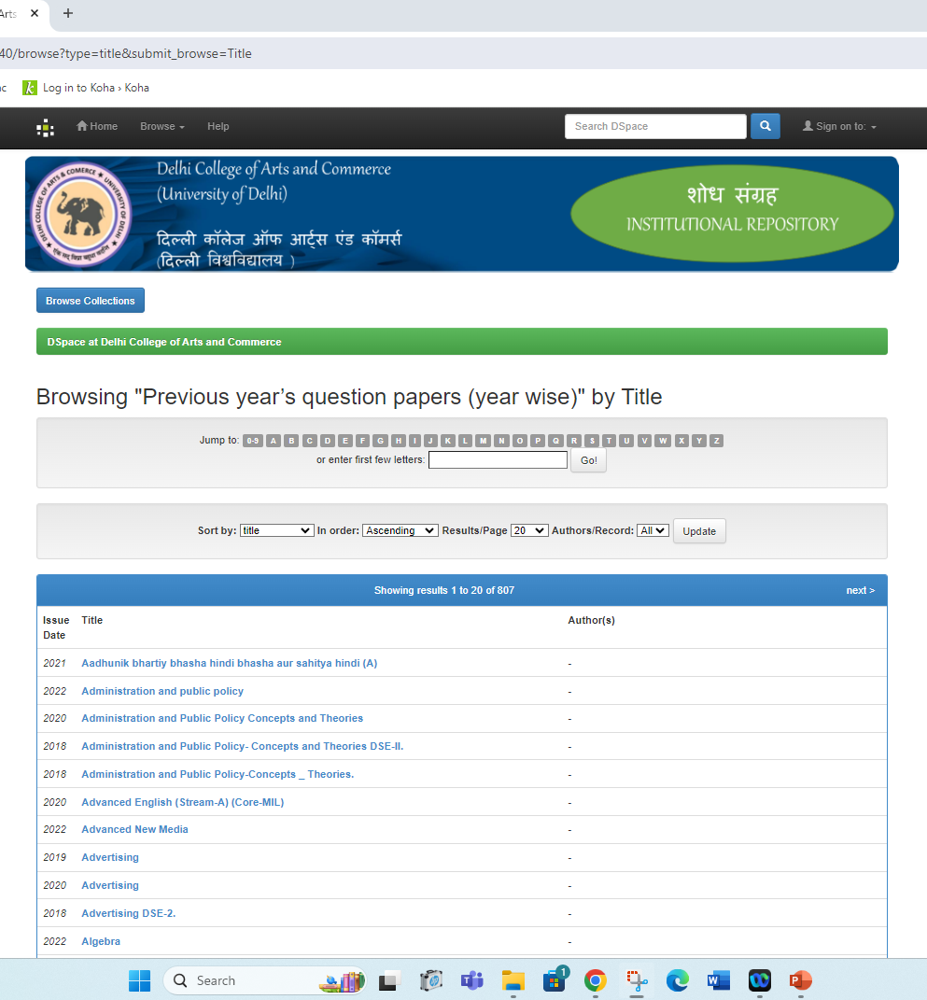 Arts
40/browse?type=title&submit_browse=Title
Log in to Koha › Koha
Home Browse Help Search DSpace Sign on to:
DELHI COLLEGE OF ARTS & COMERCE ★ UNIVERSITY OF DELHI
Delhi College of Arts and Commerce
(University of Delhi)
दिल्ली कॉलेज ऑफ आर्ट्स एंड कॉमर्स
(दिल्ली विश्वविद्यालय )
शोध संग्रह
INSTITUTIONAL REPOSITORY
Browse Collections
DSpace at Delhi College of Arts and Commerce
Browsing "Previous year’s question papers (year wise)" by Title
Jump to: 0-9 A B C D E F G H I J K L M N O P Q R S T U V W X Y Z
or enter first few letters: Go!
Sort by: title In order: Ascending Results/Page 20 Authors/Record: All Update
Showing results 1 to 20 of 807 next >
Issue Date Title Author(s)
2021 Aadhunik bhartiy bhasha hindi bhasha aur sahitya hindi (A) -
2022 Administration and public policy -
2020 Administration and Public Policy Concepts and Theories -
2018 Administration and Public Policy- Concepts and Theories DSE-II. -
2018 Administration and Public Policy-Concepts _ Theories. -
2020 Advanced English (Stream-A) (Core-MIL) -
2022 Advanced New Media -
2019 Advertising -
2020 Advertising -
2018 Advertising DSE-2. -
2022 Algebra -
Search 1